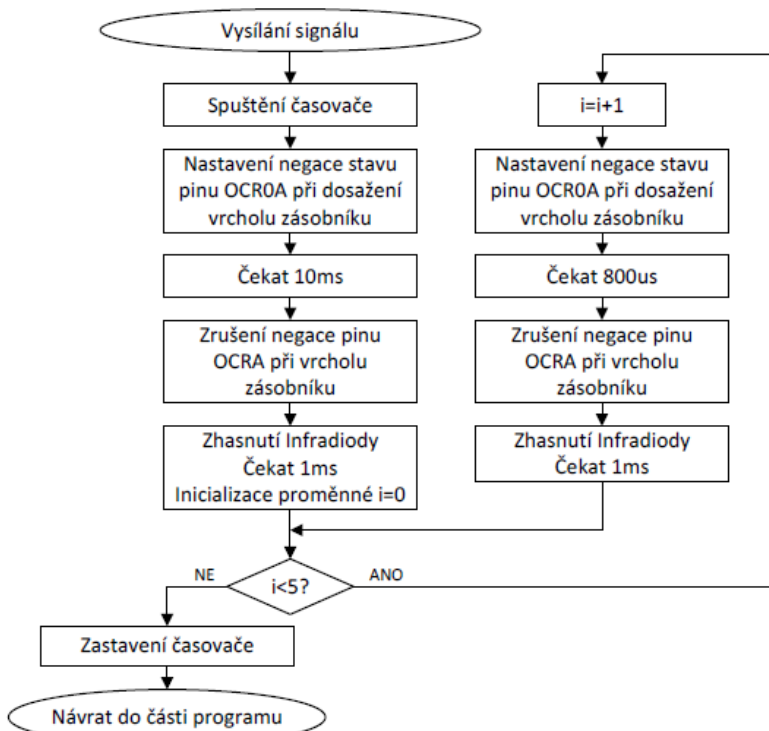 Vysílání signálu
Spuštění časovače
Nastavení negace stavu
pinu OCR0A při dosažení
vrcholu zásobníku
Čekat 10ms
Zrušení negace pinu
OCRA při vrcholu
zásobníku
Zhasnutí Infradiody
Čekat 1ms
Inicializace proměnné i=0
i=i+1
Nastavení negace stavu
pinu OCR0A při dosažení
vrcholu zásobníku
Čekat 800us
Zrušení negace pinu
OCRA při vrcholu
zásobníku
Zhasnutí Infradiody
Čekat 1ms
NE
i<5?
ANO
Zastavení časovače
Návrat do části programu